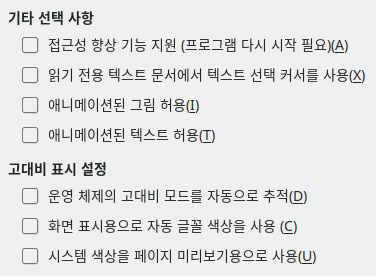 기타 선택 사항
접근성 향상 기능 지원 (프로그램 다시 시작 필요)(A)
읽기 전용 텍스트 문서에서 텍스트 선택 커서를 사용(X)
애니메이션된 그림 허용(I)
애니메이션된 텍스트 허용(T)
고대비 표시 설정
운영 체제의 고대비 모드를 자동으로 추적(D)
화면 표시용으로 자동 글꼴 색상을 사용 (C)
시스템 색상을 페이지 미리보기용으로 사용(U)